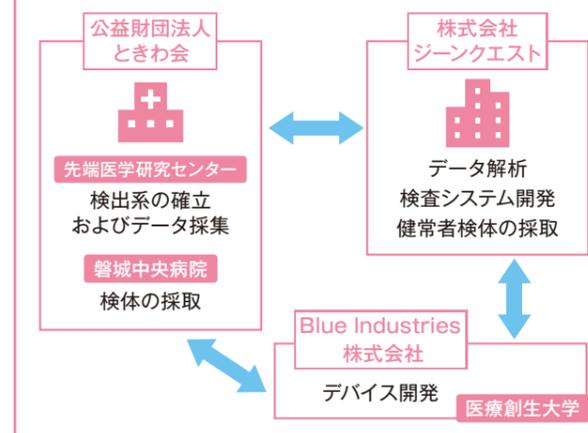 公益財団法人
ときわ会
先端医学研究センター
検出系の確立
およびデータ採集
磐城中央病院
検体の採取
株式会社
ジーンクエスト
データ解析
検査システム開発
健常者検体の採取
Blue Industries
株式会社
デバイス開発
医療創生大学